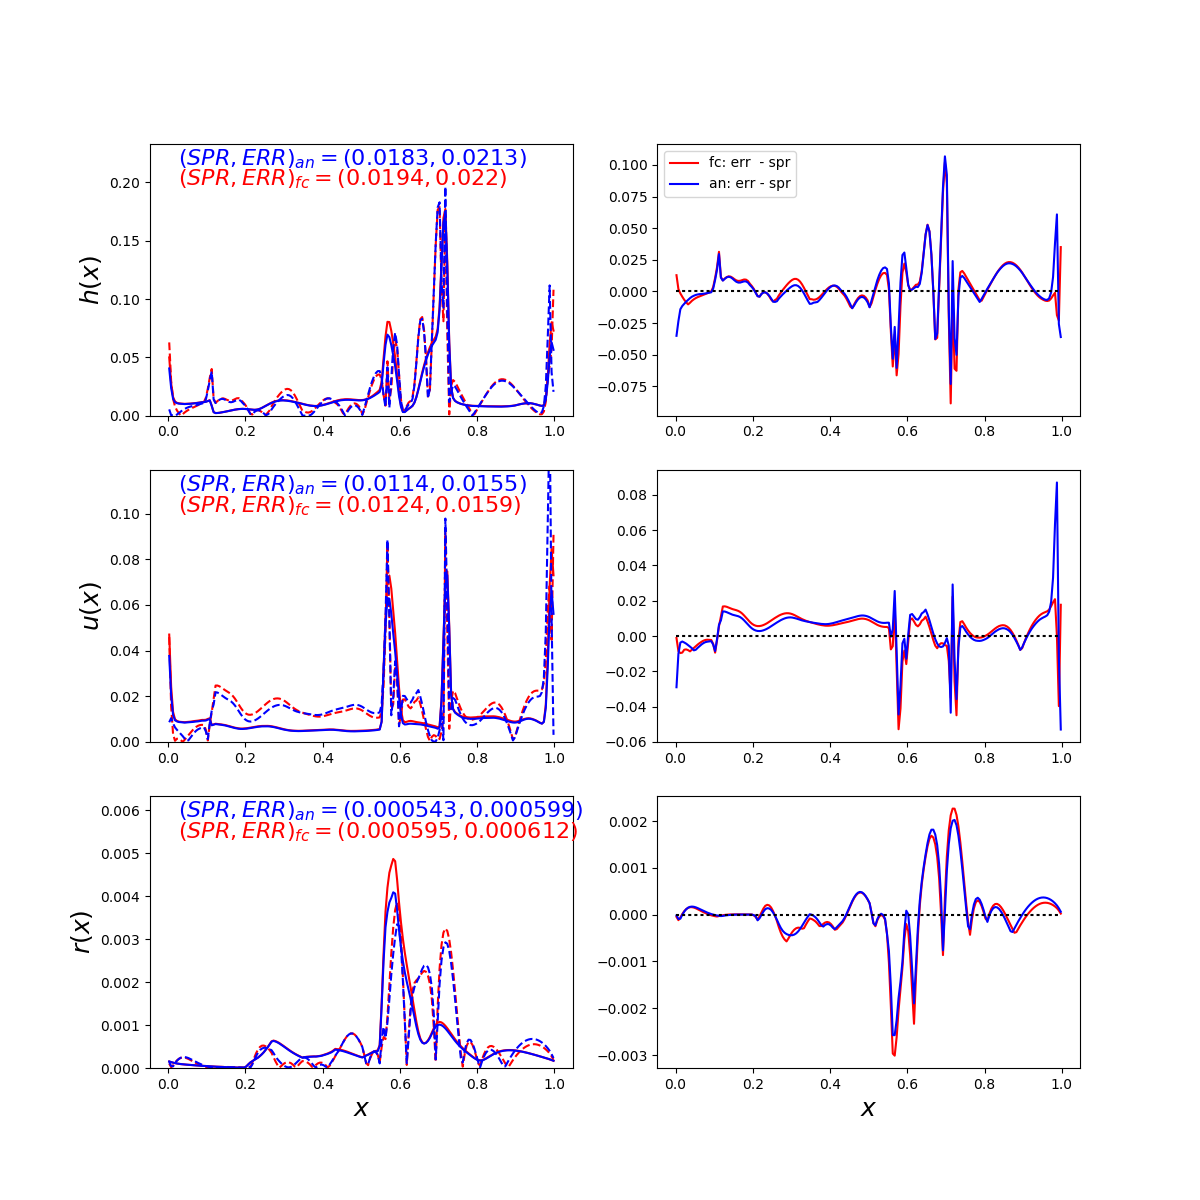 (SPR, ERR)an = (0.0183, 0.0213)
(SPR, ERR)fc = (0.0194, 0.022)
h(x)
0.20
0.15
0.10
0.05
0.00
0.0 0.2 0.4 0.6 0.8 1.0
fc: err - spr
an: err - spr
0.100
0.075
0.050
0.025
0.000
−0.025
−0.050
−0.075
0.0 0.2 0.4 0.6 0.8 1.0
(SPR, ERR)an = (0.0114, 0.0155)
(SPR, ERR)fc = (0.0124, 0.0159)
u(x)
0.10
0.08
0.06
0.04
0.02
0.00
0.0 0.2 0.4 0.6 0.8 1.0
0.08
0.06
0.04
0.02
0.00
−0.02
−0.04
−0.06
0.0 0.2 0.4 0.6 0.8 1.0
(SPR, ERR)an = (0.000543, 0.000599)
(SPR, ERR)fc = (0.000595, 0.000612)
r(x)
0.006
0.005
0.004
0.003
0.002
0.001
0.000
0.0 0.2 0.4 0.6 0.8 1.0
x
0.002
0.001
0.000
−0.001
−0.002
−0.003
0.0 0.2 0.4 0.6 0.8 1.0
x